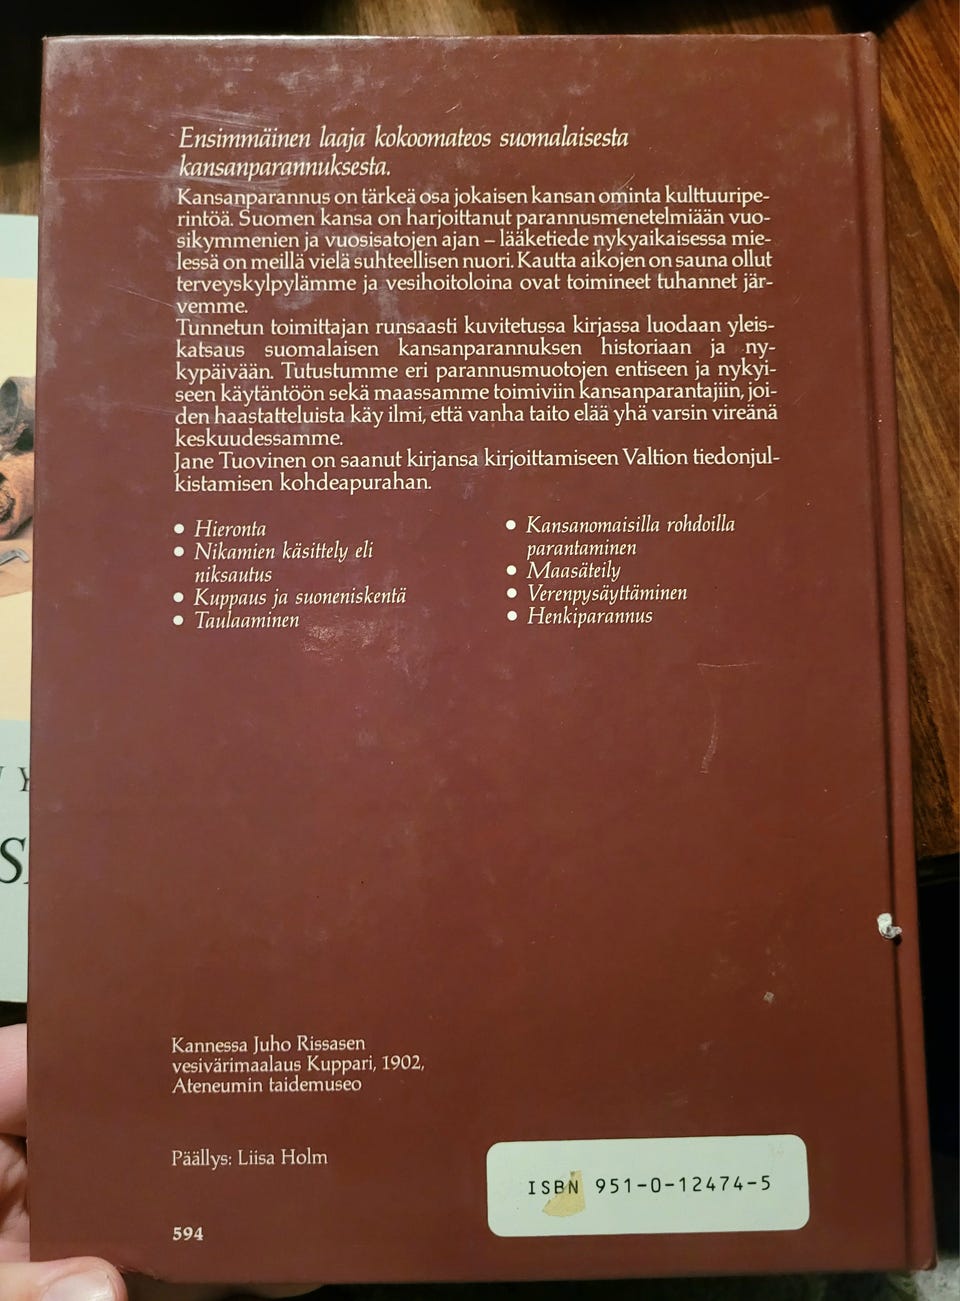 Ensimmäinen laaja kokoomateos suomalaisesta
kansanparannuksesta.
Kansanparannus on tärkeä osa jokaisen kansan ominta kulttuuripe-
rintöä. Suomen kansa on harjoittanut parannusmenetelmiään vuo-
sikymmenien ja vuosisatojen ajan – lääketiede nykyaikaisessa mie-
lessä on meillä vielä suhteellisen nuori. Kautta aikojen on sauna ollut
terveyskylpylämme ja vesihoitoloina ovat toimineet tuhannet jär-
vemme.
Tunnetun toimittajan runsaasti kuvitetussa kirjassa luodaan yleis-
katsaus suomalaisen kansanparannuksen historiaan ja ny-
kypäivään. Tutustumme eri parannusmuotojen entiseen ja nykyi-
seen käytäntöön sekä maassamme toimiviin kansanparantajiin, joi-
den haastatteluista käy ilmi, että vanha taito elää yhä varsin vireänä
keskuudessamme.
Jane Tuovinen on saanut kirjansa kirjoittamiseen Valtion tiedonjul-
kistamisen kohdeapurahan.
• Hieronta
• Nikamien käsittely eli
niksautus
• Kuppaus ja suoneniskentä
• Taulaaminen
• Kansanomaisilla rohdoilla
parantaminen
• Maasäteily
• Verenpysäyttäminen
• Henkiparannus
Kannessa Juho Rissasen
vesivärimaalaus Kuppari, 1902,
Ateneumin taidemuseo
Päällys: Liisa Holm
594
ISBN 951-0-12474-5